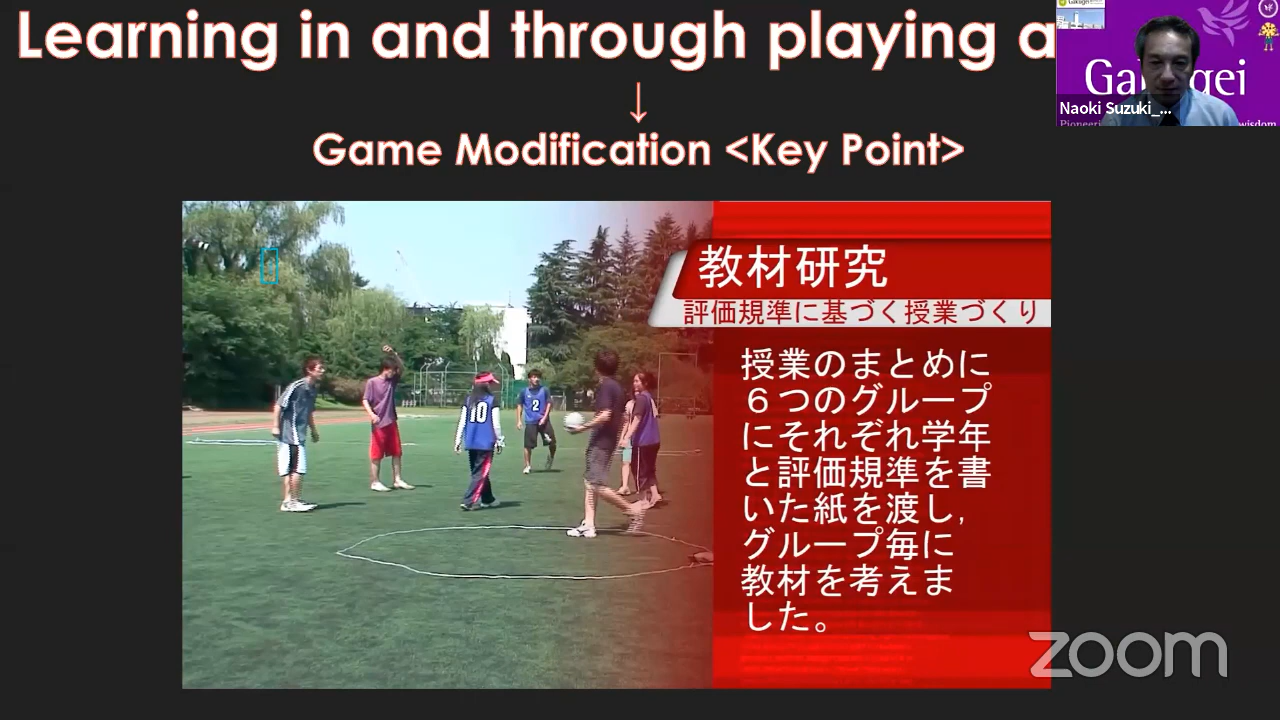 Learning in and through playing a
↓
Game Modification <Key Point>
Gakugei
Naoki Suzuki_...
wisdom
教材研究
評価規準に基づく授業づくり
授業のまとめに
６つのグループ
にそれぞれ学年
と評価規準を書
いた紙を渡し,
グループ毎に
教材を考えま
した。
10
2
zoom